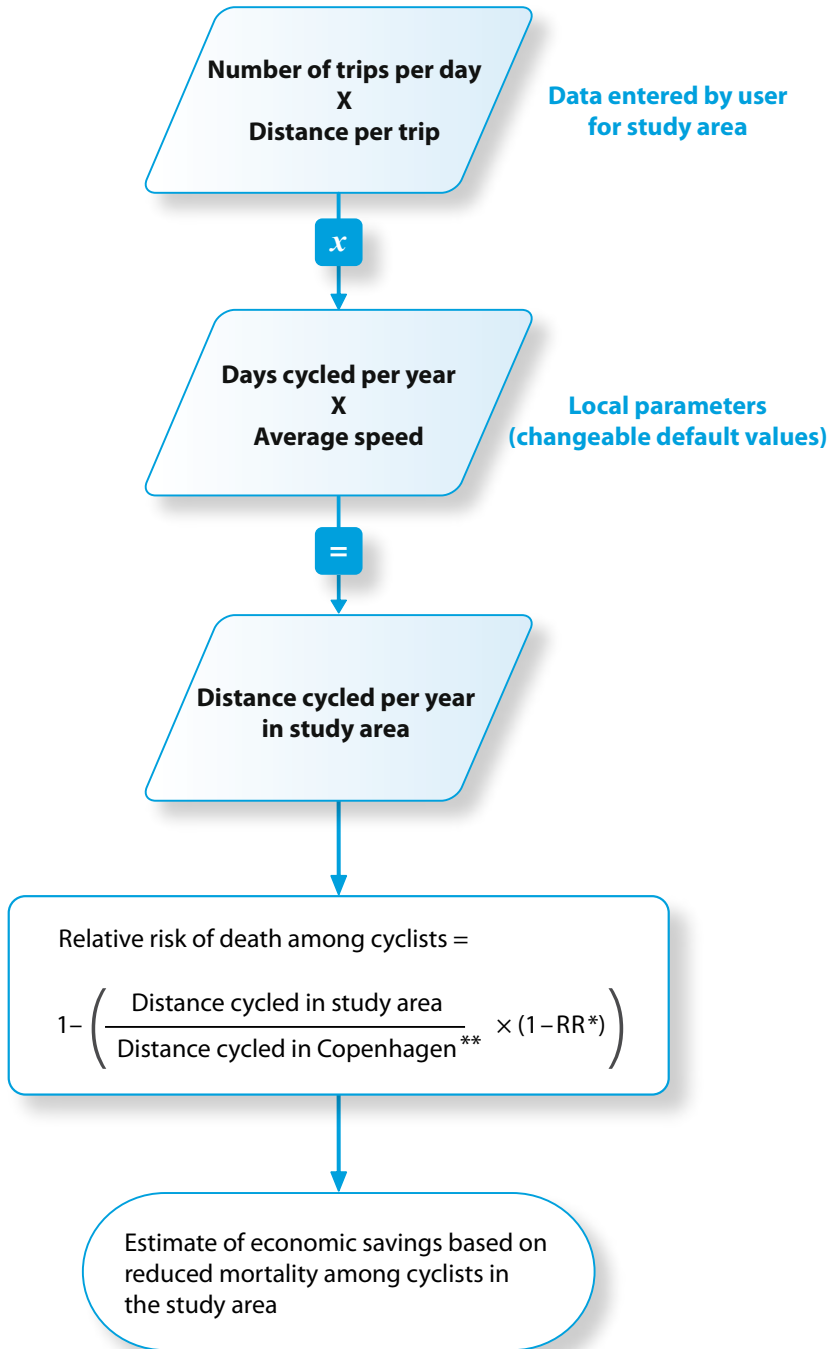 Number of trips per day
X
Distance per trip
Data entered by user
for study area
x
Days cycled per year
X
Average speed
Local parameters
(changeable default values)
=
Distance cycled per year
in study area
Relative risk of death among cyclists =
1– ( Distance cycled in study area
Distance cycled in Copenhagen** × (1–RR*) )
Estimate of economic savings based on
reduced mortality among cyclists in
the study area